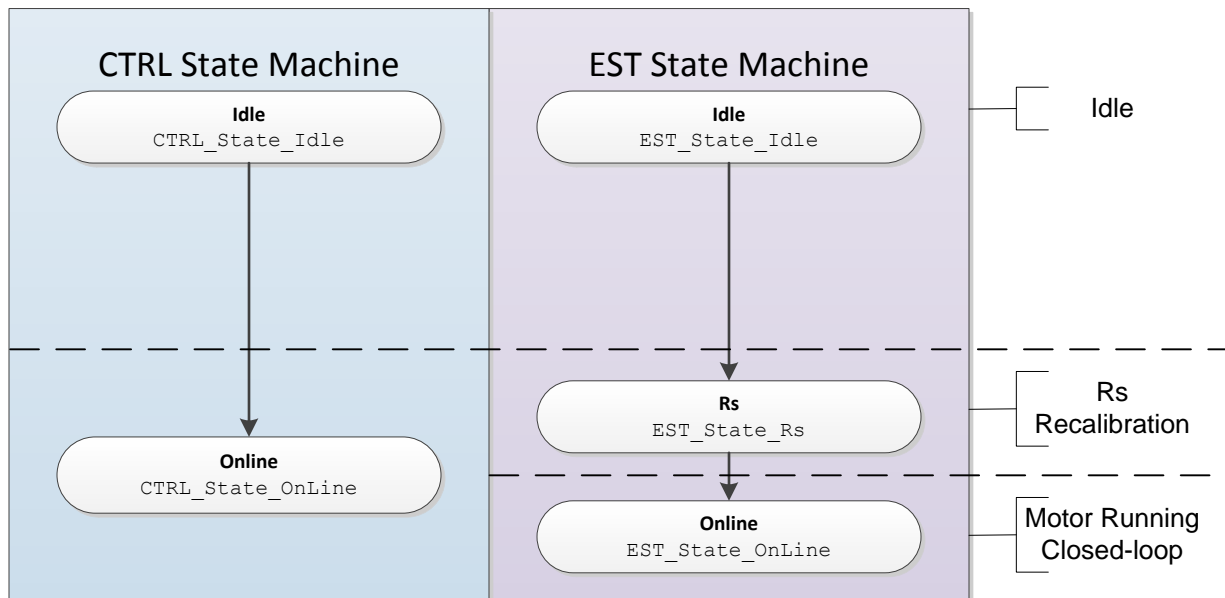 CTRL State Machine
Idle
CTRL_State_Idle
Online
CTRL_State_OnLine
EST State Machine
Idle
EST_State_Idle
Rs
EST_State_Rs
Online
EST_State_OnLine
Idle
Rs
Recalibration
Motor Running
Closed-loop